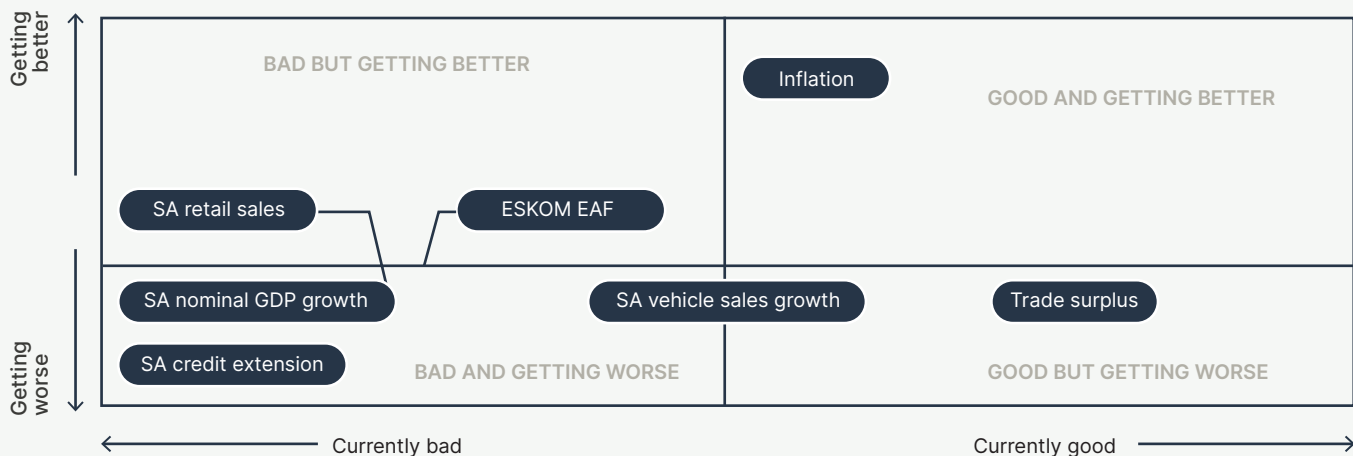 Getting
better
BAD BUT GETTING BETTER
Inflation
GOOD AND GETTING BETTER
SA retail sales
ESKOM EAF
SA nominal GDP growth
SA vehicle sales growth
Trade surplus
SA credit extension
BAD AND GETTING WORSE
GOOD BUT GETTING WORSE
Getting
worse
Currently bad
Currently good